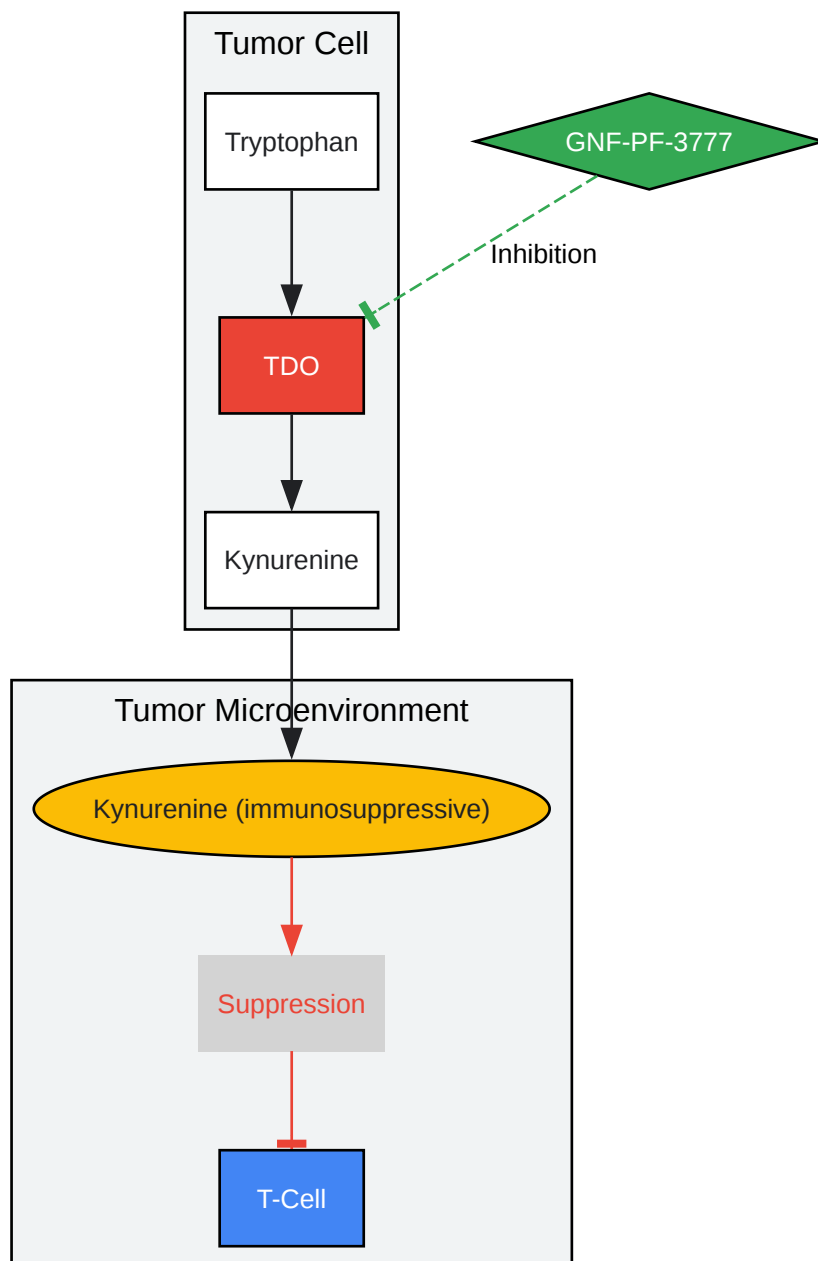 Tumor Cell
Tryptophan
GNF-PF-3777
Inhibition
TDO
Kynurenine
Tumor Microenvironment
Kynurenine (immunosuppressive)
Suppression
T-Cell